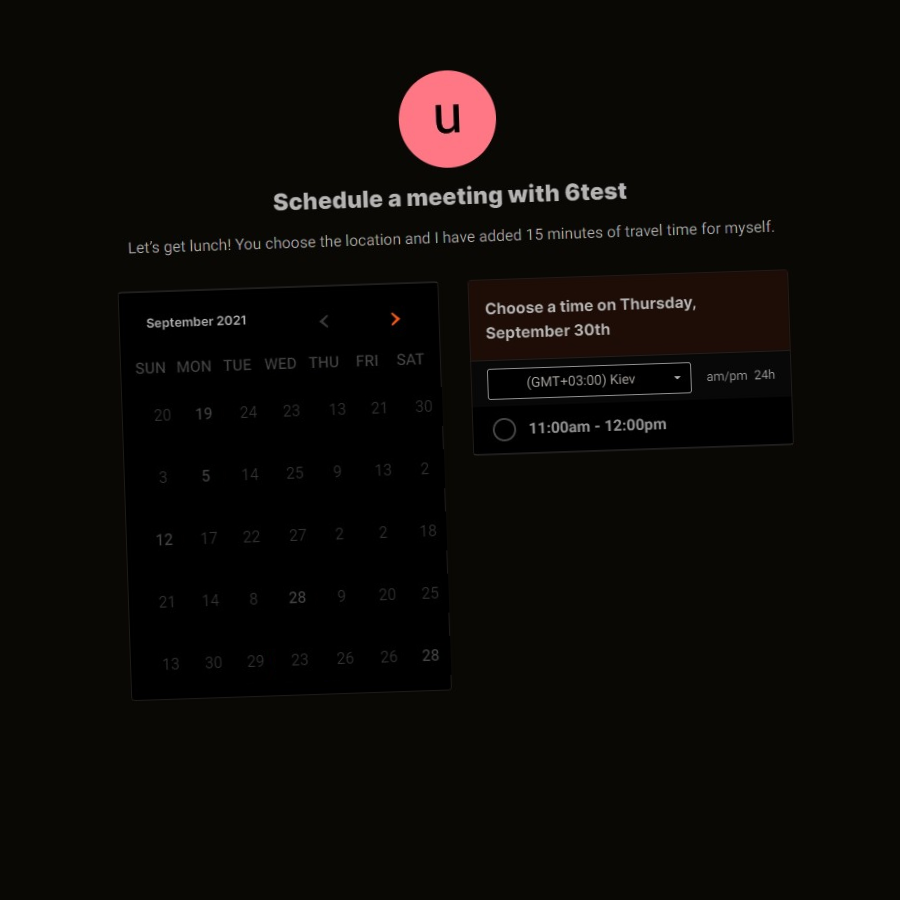 u
Schedule a meeting with 6test
Let's get lunch! You choose the location and I have added 15 minutes of travel time for myself.
September 2021
SUN MON TUE WED THU FRI SAT
20 19 24 23 13 21 30
3 5 14 25 9 13 2
12 17 22 27 2 2 18
21 14 8 28 9 20 25
13 30 29 23 26 26 28
Choose a time on Thursday,
September 30th
(GMT+03:00) Kiev am/pm 24h
11:00am - 12:00pm